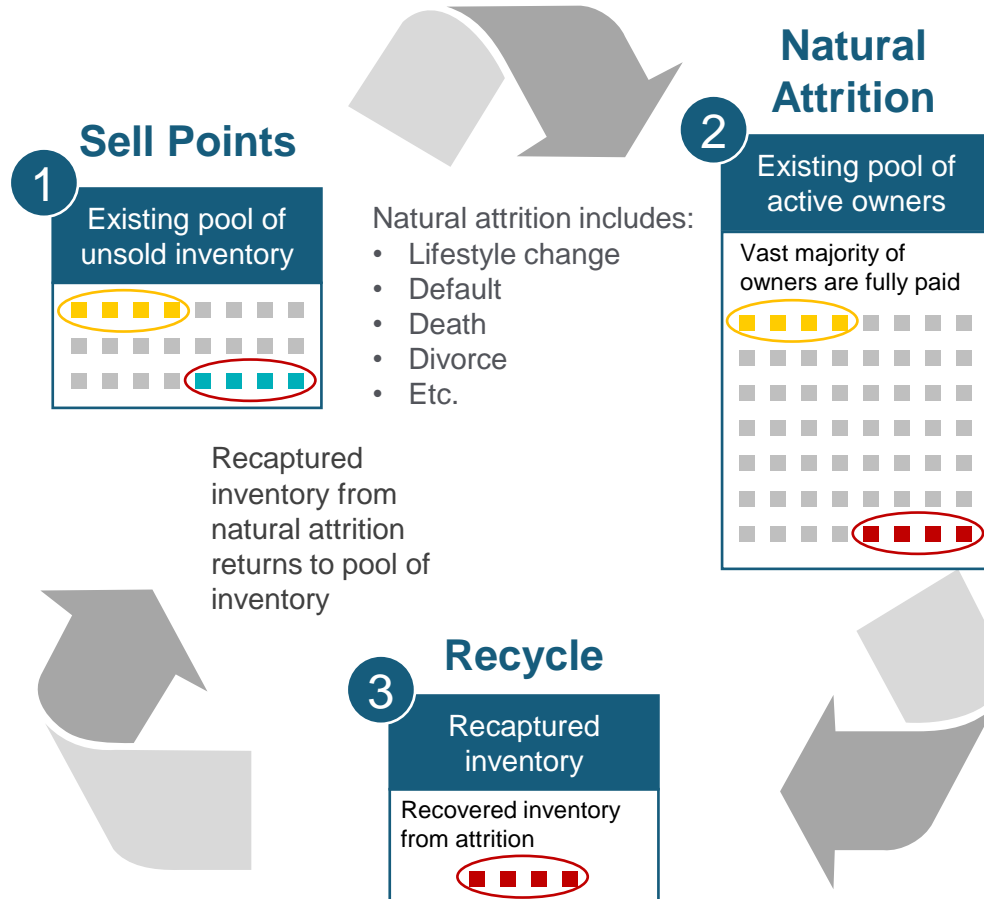 Sell Points
1
Existing pool of
unsold inventory
Natural attrition includes:
• Lifestyle change
• Default
• Death
• Divorce
• Etc.
Natural
Attrition
2
Existing pool of
active owners
Vast majority of
owners are fully paid
Recaptured
inventory from
natural attrition
returns to pool of
inventory
Recycle
3
Recaptured
inventory
Recovered inventory
from attrition